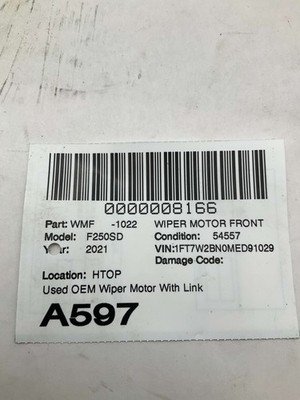 0000008166
Part: WMF -1022 WIPER MOTOR FRONT
Model: F250SD Condition: 54557
Year: 2021 VIN:1FT7W2BN0MED91029
Damage Code:
Location: HTOP
Used OEM Wiper Motor With Link
A597